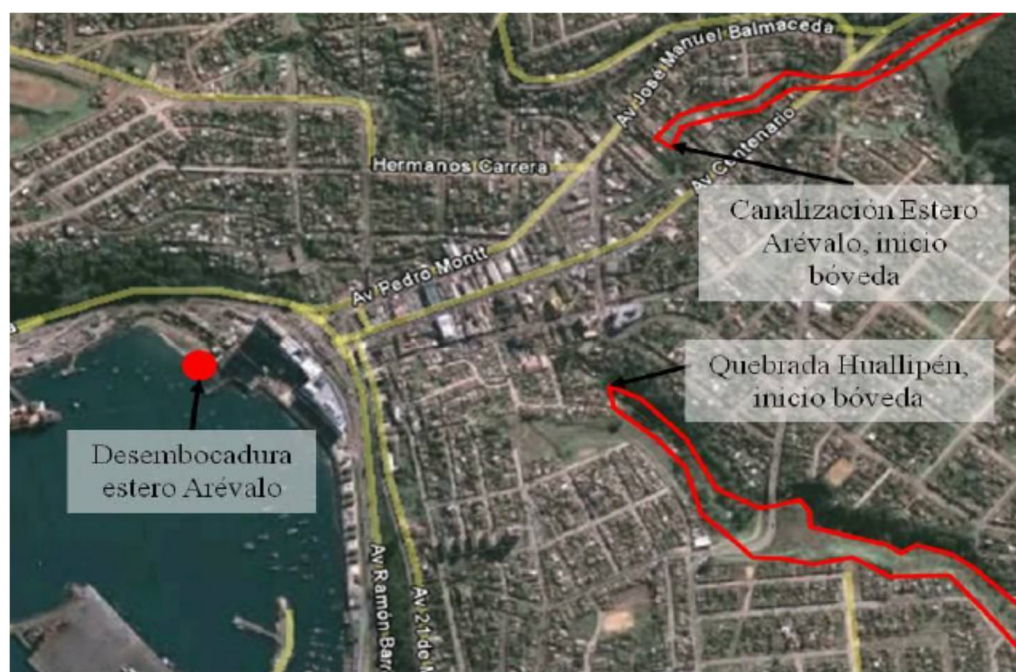 Av José Manuel Balmaceda
Hermanos Carrera
Av Centenario
Canalización Estero
Arévalo, inicio
bóveda
Av Pedro Montt
Quebrada Huallipén,
inicio bóveda
Desembocadura
estero Arévalo
Av Ramón Barr
Av 21 de M